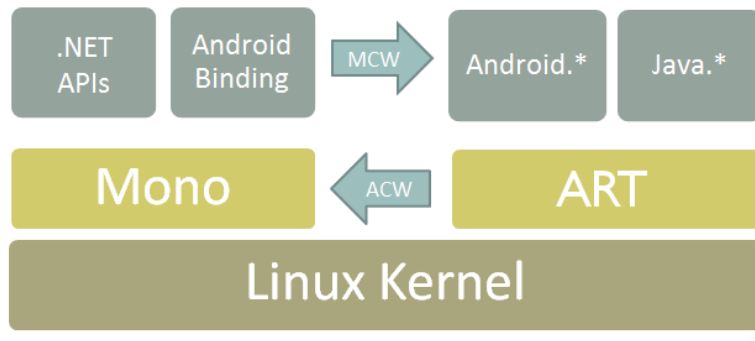 .NET
APIs
Android
Binding
MCW
Android.*
Java.*
Mono
ACW
ART
Linux Kernel